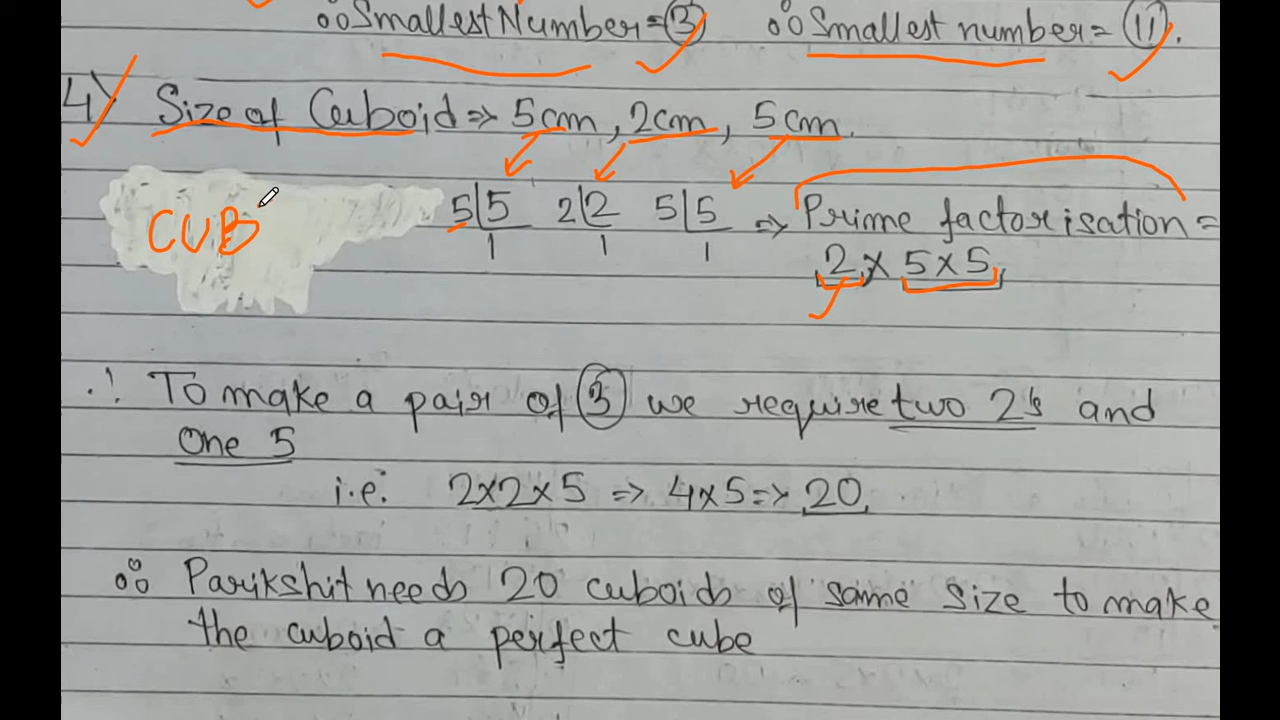 ∴ Smallest Number = ③ ∴ Smallest number = ⑪.
4) Size of Cuboid ⇒ 5cm, 2cm, 5cm.
CUB 5|5 2|2 5|5 ⇒ Prime factorisation =
1 1 1 2 × 5 × 5
∴ To make a pair of ③ we require two 2's and
One 5
i.e. 2×2×5 ⇒ 4×5 ⇒ 20
∴ Parikshit needs 20 cuboids of same size to make
the cuboid a perfect cube